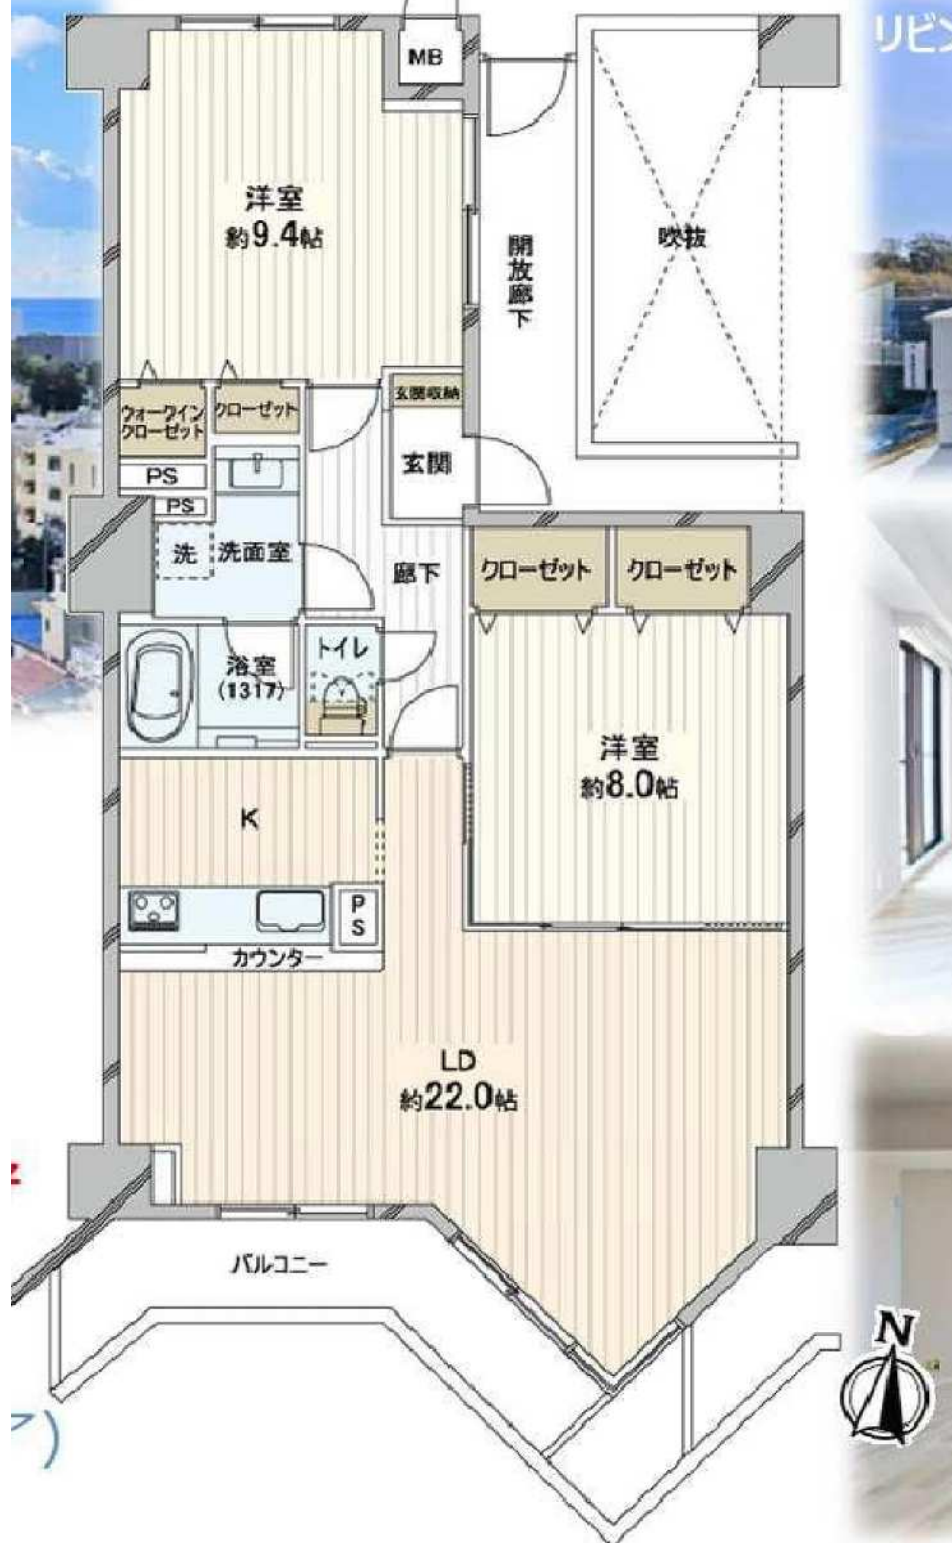 リビン
MB
洋室
約9.4帖
開放廊下
吹抜
ウォークイン
クローゼット
クローゼット
玄関収納
玄関
PS
PS
洗
洗面室
廊下
クローゼット
クローゼット
浴室
(1317)
トイレ
洋室
約8.0帖
K
PS
カウンター
LD
約22.0帖
バルコニー
N